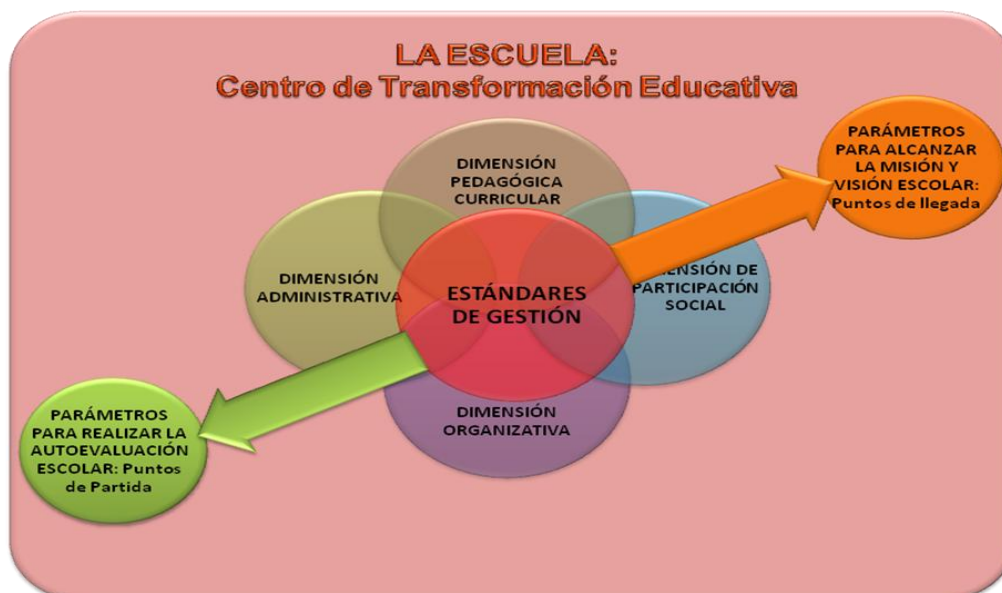 LA ESCUELA:
Centro de Transformación Educativa
PARÁMETROS
PARA ALCANZAR
LA MISIÓN Y
VISIÓN ESCOLAR:
Puntos de llegada
DIMENSIÓN
PEDAGÓGICA
CURRICULAR
DIMENSIÓN
ADMINISTRATIVA
ESTÁNDARES
DE GESTIÓN
DE
PARTICIPACIÓN
SOCIAL
DIMENSIÓN
ORGANIZATIVA
PARÁMETROS
PARA REALIZAR LA
AUTOEVALUACIÓN
ESCOLAR: Puntos
de Partida